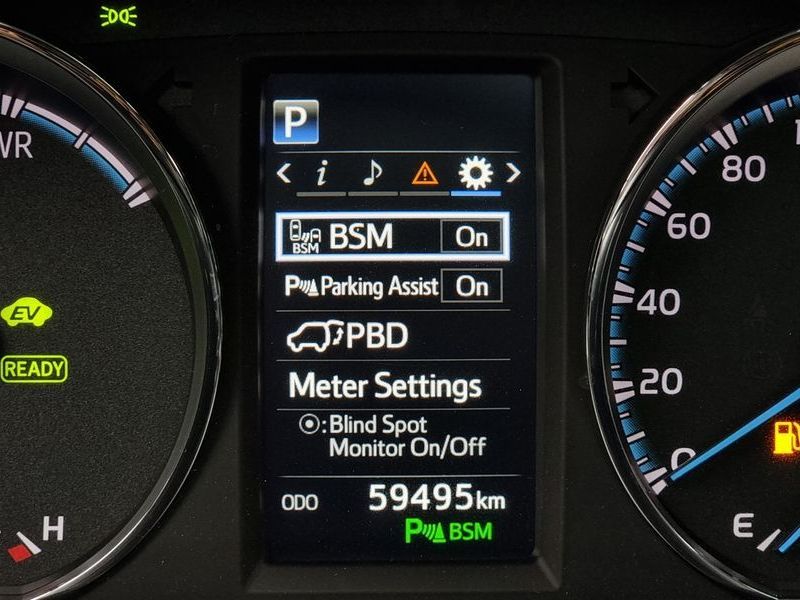 P
i
WR
80
BSM
BSM On
60
Parking Assist On
EV
40
PBD
READY
Meter Settings
20
:Blind Spot
Monitor On/Off
0
ODO 59495km
H
E
P BSM